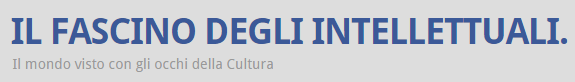 IL FASCINO DEGLI INTELLETTUALI.
Il mondo visto con gli occhi della Cultura